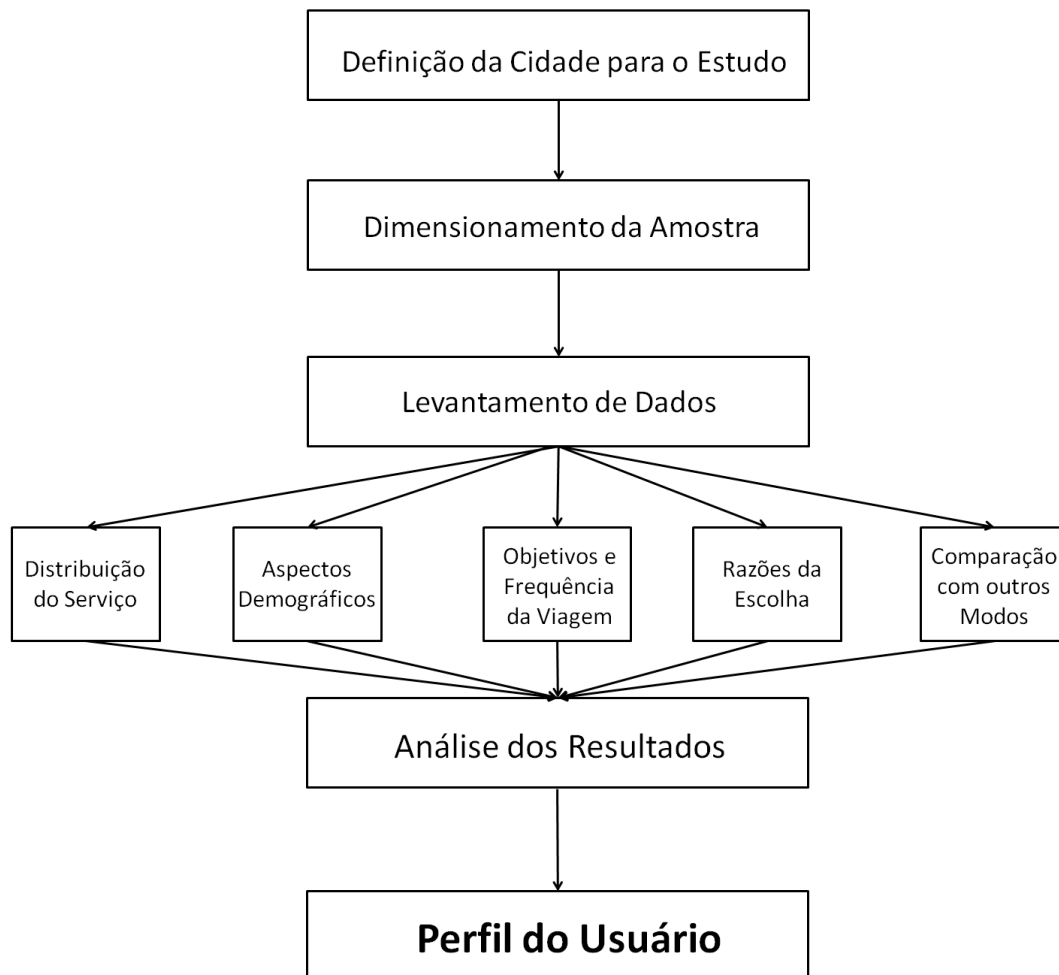 Definição da Cidade para o Estudo
Dimensionamento da Amostra
Levantamento de Dados
Distribuição
do Serviço
Aspectos
Demográficos
Objetivos e
Frequência
da Viagem
Razões da
Escolha
Comparação
com outros
Modos
Análise dos Resultados
Perfil do Usuário